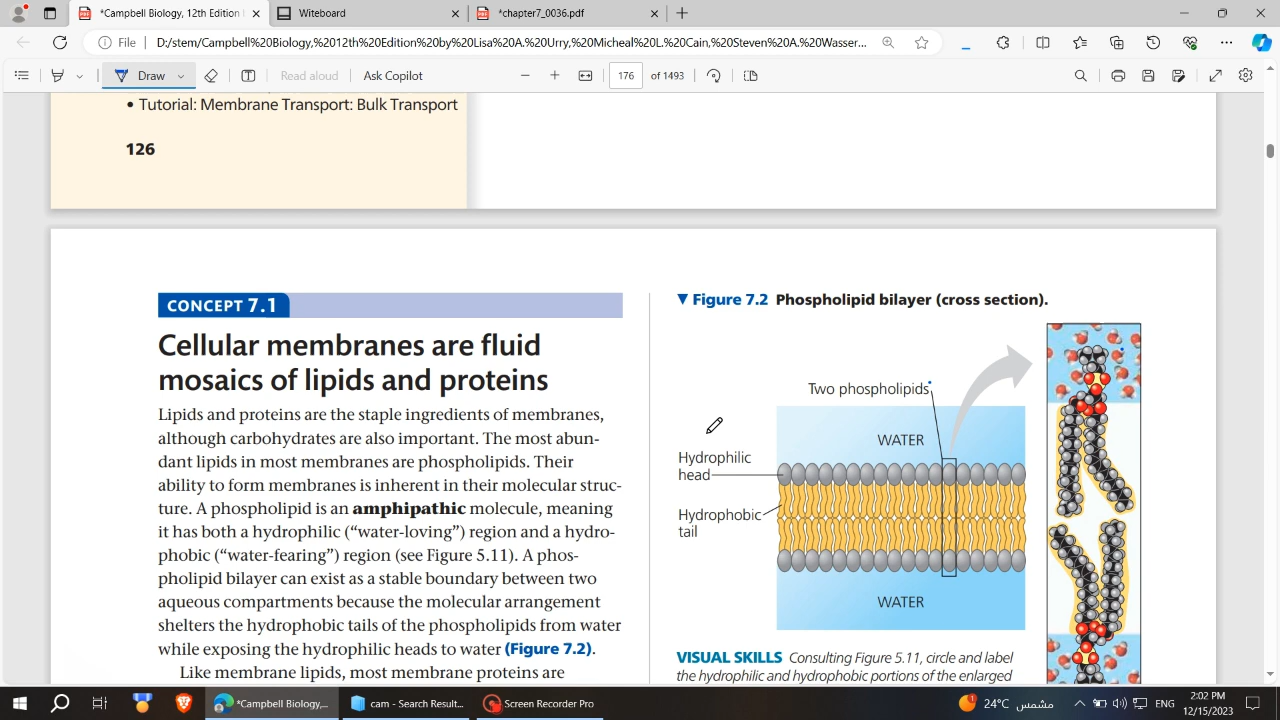 *Campbell Biology, 12th Edition
Witeboard
*chapter7_0036.pdf
File
D:/stem/Campbell%20Biology,%2012th%20Edition%20by%20Lisa%20A.%20Urry,%20Micheal%20L.%20Cain,%20Steven%20A.%20Wasser...
Draw
Read aloud
Ask Copilot
176 of 1493
• Tutorial: Membrane Transport: Bulk Transport
126
CONCEPT 7.1
Cellular membranes are fluid
mosaics of lipids and proteins
Lipids and proteins are the staple ingredients of membranes,
although carbohydrates are also important. The most abun-
dant lipids in most membranes are phospholipids. Their
ability to form membranes is inherent in their molecular struc-
ture. A phospholipid is an amphipathic molecule, meaning
it has both a hydrophilic (“water-loving”) region and a hydro-
phobic (“water-fearing”) region (see Figure 5.11). A phos-
pholipid bilayer can exist as a stable boundary between two
aqueous compartments because the molecular arrangement
shelters the hydrophobic tails of the phospholipids from water
while exposing the hydrophilic heads to water (Figure 7.2).
Like membrane lipids, most membrane proteins are
▼ Figure 7.2 Phospholipid bilayer (cross section).
Two phospholipids
WATER
Hydrophilic
head
Hydrophobic
tail
WATER
VISUAL SKILLS Consulting Figure 5.11, circle and label
the hydrophilic and hydrophobic portions of the enlarged
*Campbell Biology,...
cam - Search Result...
Screen Recorder Pro
24°C مشمس
ENG
2:02 PM
12/15/2023